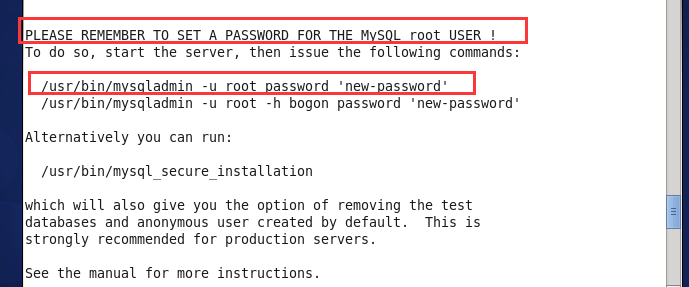 PLEASE REMEMBER TO SET A PASSWORD FOR THE MySQL root USER !
To do so, start the server, then issue the following commands:
/usr/bin/mysqladmin -u root password 'new-password'
/usr/bin/mysqladmin -u root -h bogon password 'new-password'
Alternatively you can run:
/usr/bin/mysql_secure_installation
which will also give you the option of removing the test
databases and anonymous user created by default.  This is
strongly recommended for production servers.
See the manual for more instructions.